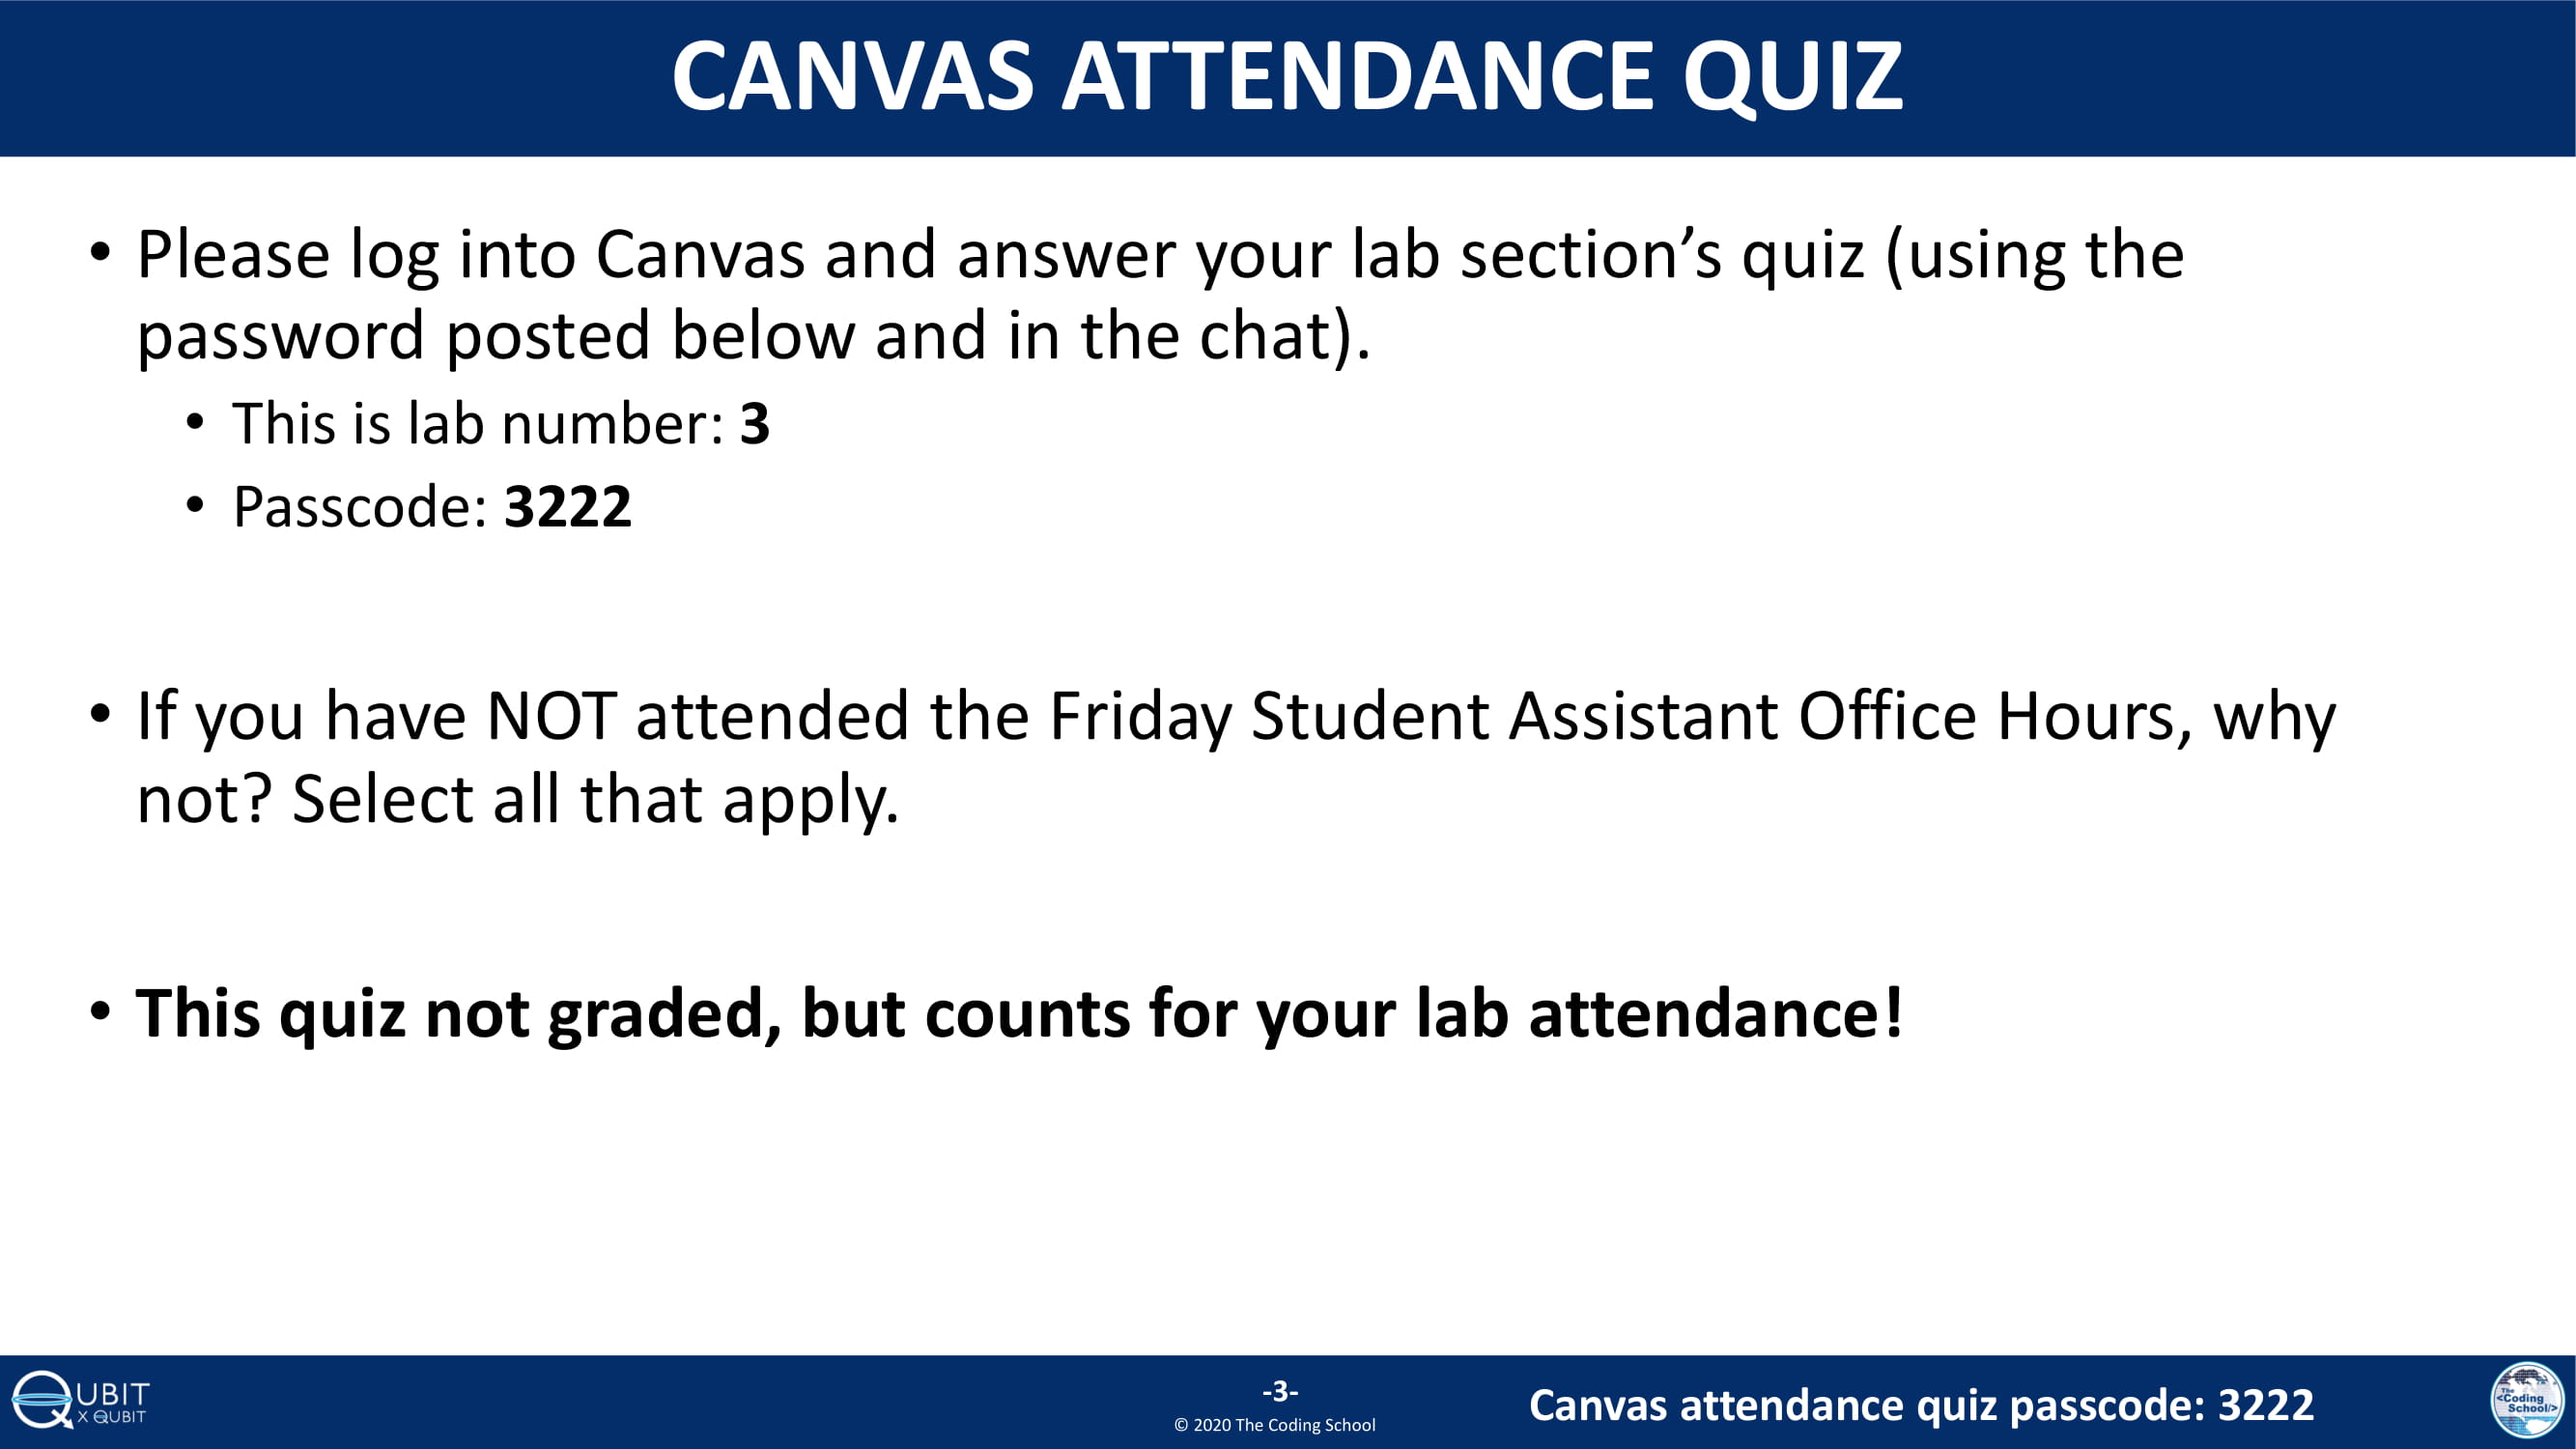 CANVAS ATTENDANCE QUIZ
• Please log into Canvas and answer your lab section’s quiz (using the
password posted below and in the chat).
• This is lab number: 3
• Passcode: 3222
• If you have NOT attended the Friday Student Assistant Office Hours, why
not? Select all that apply.
• This quiz not graded, but counts for your lab attendance!
QUBIT
X QUBIT
-3-
© 2020 The Coding School
Canvas attendance quiz passcode: 3222
The
<Coding
School/>